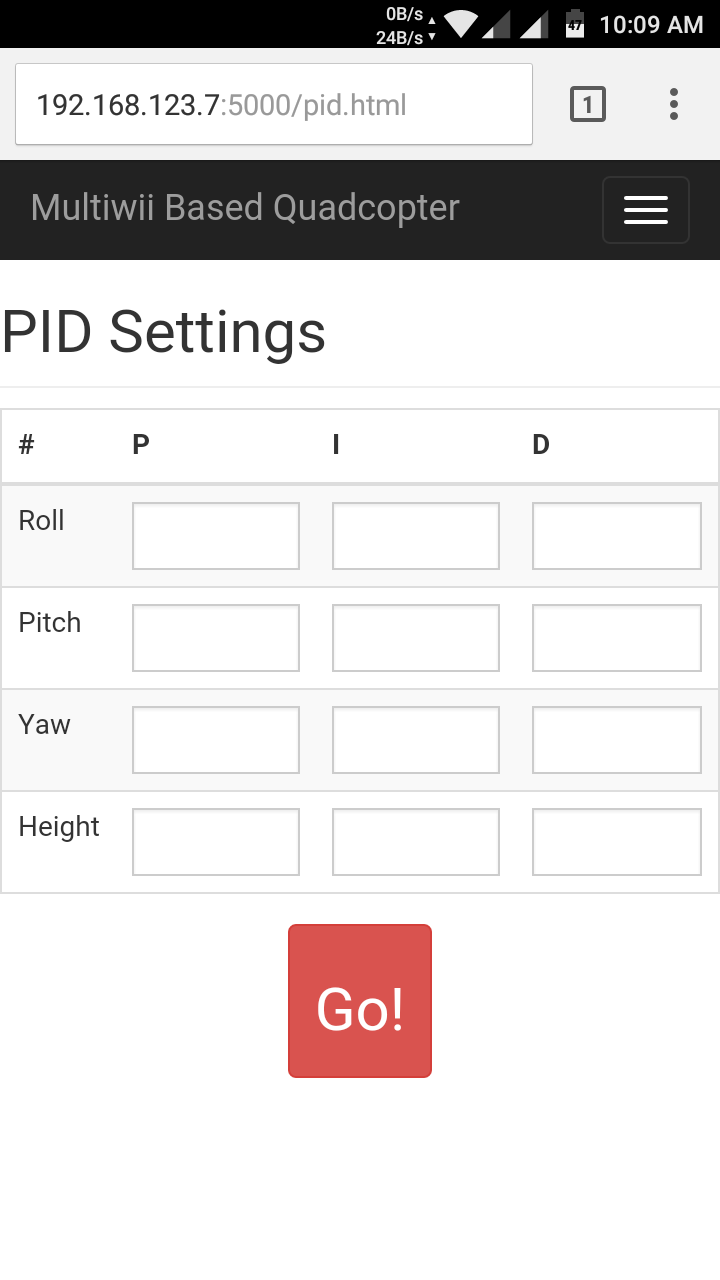 0B/s
24B/s
47
10:09 AM
192.168.123.7:5000/pid.html
1
Multiwii Based Quadcopter
PID Settings
# P I D
Roll
Pitch
Yaw
Height
Go!